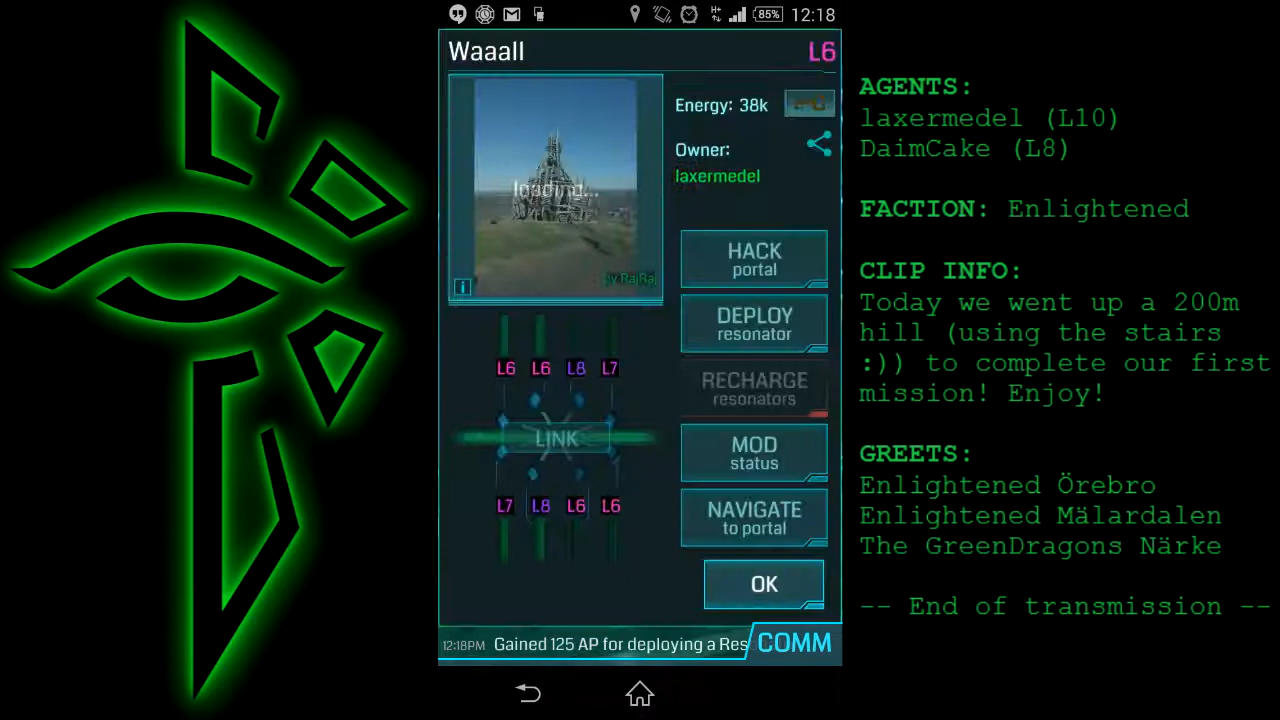 85% 12:18
Waaall L6
Energy: 38k
Owner:
laxermedel
loading...
by RajRaj
i
HACK
portal
DEPLOY
resonator
RECHARGE
resonators
MOD
status
NAVIGATE
to portal
OK
L6 L6 L8 L7
LINK
L7 L8 L6 L6
12:18PM Gained 125 AP for deploying a Res
COMM
AGENTS:
laxermedel (L10)
DaimCake (L8)
FACTION: Enlightened
CLIP INFO:
Today we went up a 200m
hill (using the stairs
:)) to complete our first
mission! Enjoy!
GREETS:
Enlightened Örebro
Enlightened Mälardalen
The GreenDragons Närke
-- End of transmission --